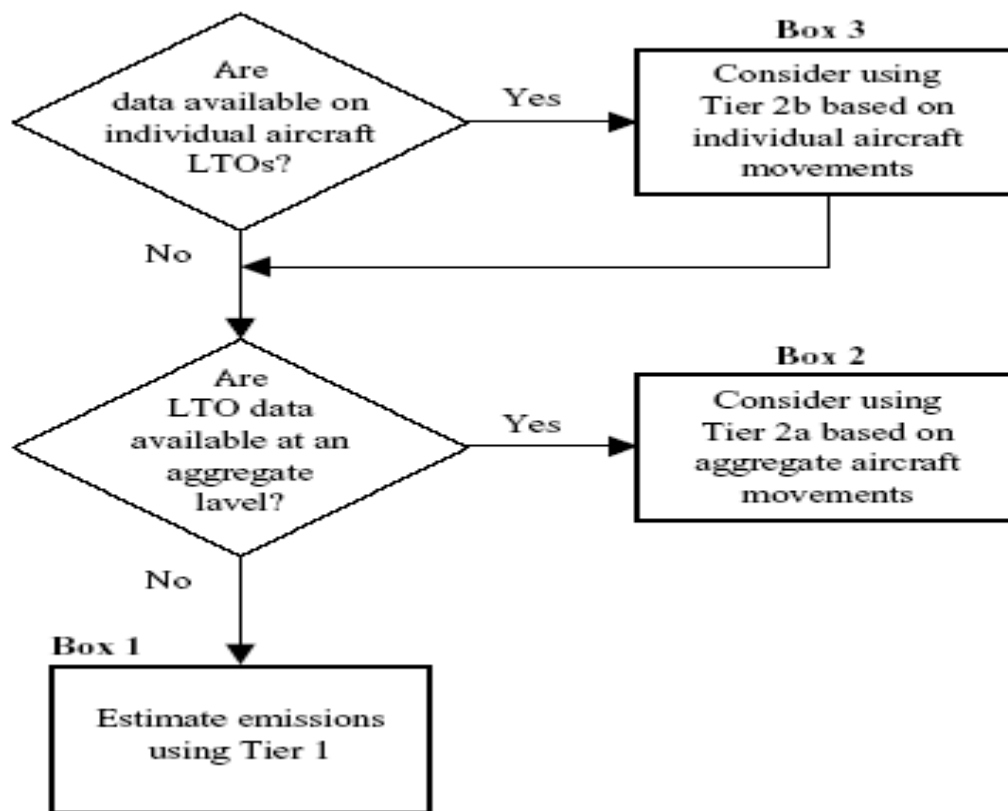 Are
data available on
individual aircraft
LTOs?
Yes
Box 3
Consider using
Tier 2b based on
individual aircraft
movements
No
Are
LTO data
available at an
aggregate
lavel?
Yes
Box 2
Consider using
Tier 2a based on
aggregate aircraft
movements
No
Box 1
Estimate emissions
using Tier 1